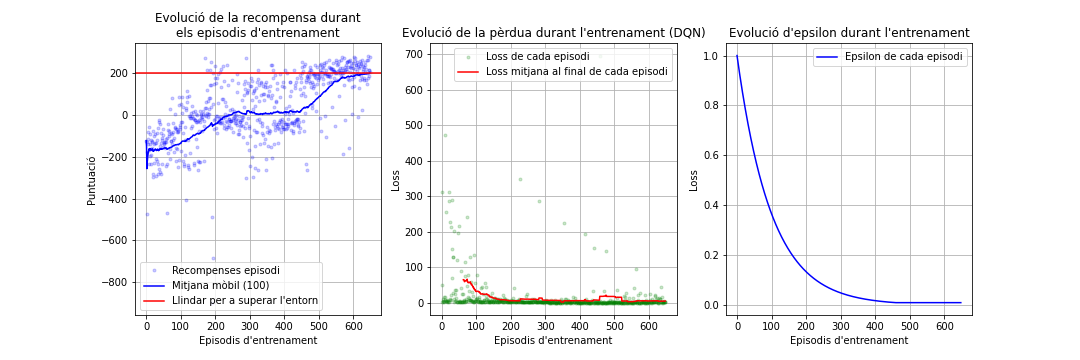 Evolució de la recompensa durant
els episodis d'entrenament
Puntuació
200
0
−200
−400
−600
−800
Recompenses episodi
Mitjana mòbil (100)
Llindar per a superar l'entorn
0 100 200 300 400 500 600
Episodis d'entrenament
Evolució de la pèrdua durant l'entrenament (DQN)
Loss
700
600
500
400
300
200
100
0
Loss de cada episodi
Loss mitjana al final de cada episodi
0 100 200 300 400 500 600
Episodis d'entrenament
Evolució d'epsilon durant l'entrenament
Loss
1.0
0.8
0.6
0.4
0.2
0.0
Epsilon de cada episodi
0 100 200 300 400 500 600
Episodis d'entrenament